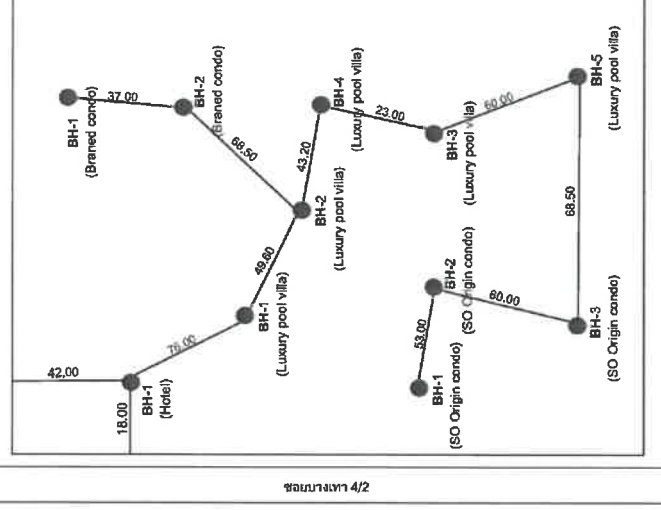 37.00
BH-1
(Braned condo)
BH-2
(Braned condo)
68.50
BH-4
(Luxury pool villa)
43.20
23.00
BH-2
(Luxury pool villa)
BH-3
(Luxury pool villa)
60.00
BH-5
(Luxury pool villa)
49.60
BH-1
(Luxury pool villa)
76.00
42.00
18.00
BH-1
(Hotel)
53.00
BH-1
(SO Origin condo)
BH-2
(SO Origin condo)
60.00
68.50
BH-3
(SO Origin condo)
ซอยบางเทา 4/2